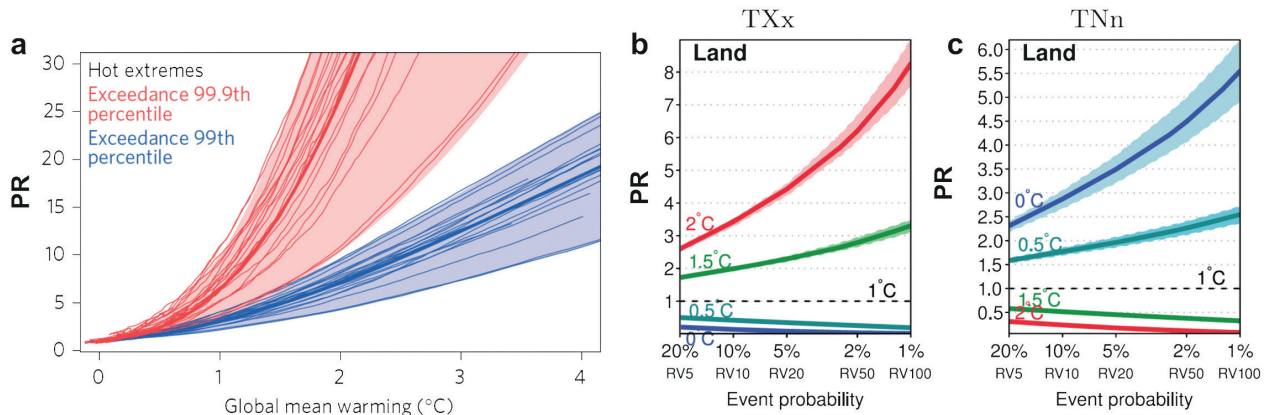 a
Hot extremes
Exceedance 99.9th
percentile
Exceedance 99th
percentile
PR
30
25
20
15
10
5
0
0 1 2 3 4
Global mean warming (°C)
TXx
b
Land
PR
8
7
6
5
4
3
2
1
2°C
1.5°C
1°C
0.5°C
0°C
20% 10% 5% 2% 1%
RV5 RV10 RV20 RV50 RV100
Event probability
TNn
c
Land
PR
6.0
5.5
5.0
4.5
4.0
3.5
3.0
2.5
2.0
1.5
1.0
0.5
0°C
0.5°C
1°C
1.5°C
2°C
20% 10% 5% 2% 1%
RV5 RV10 RV20 RV50 RV100
Event probability